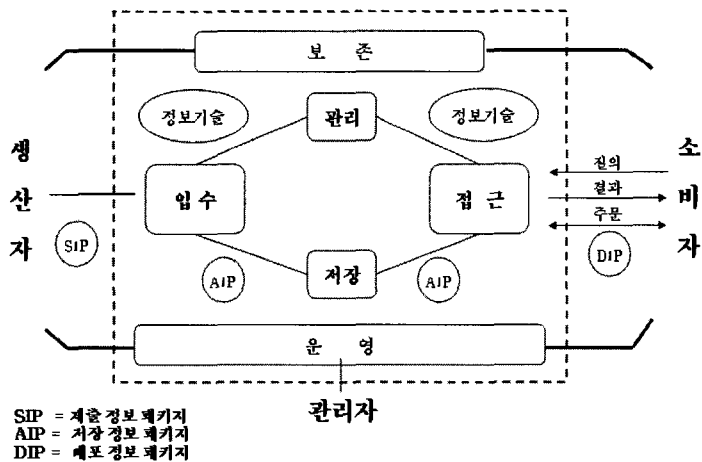 보 존
정보기술
관리
정보기술
생산자
입수
접근
소비자
질의
결과
주문
SIP
AIP
저장
AIP
DIP
운 영
관리자
SIP = 제출 정보 패키지
AIP = 저장 정보 패키지
DIP = 배포 정보 패키지